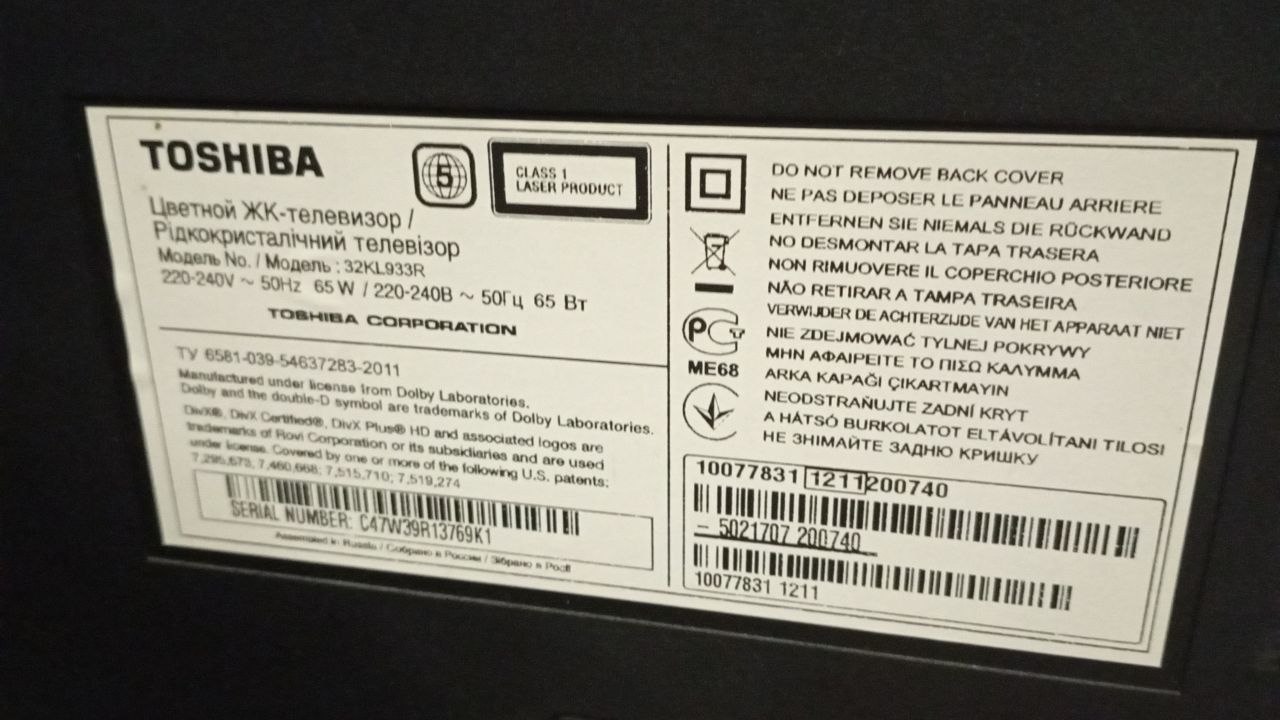 TOSHIBA
5
CLASS 1
LASER PRODUCT
Цветной ЖК-телевизор /
Рідкокристалічний телевізор
Модель No. / Модель : 32KL933R
220-240V ~ 50Hz 65 W / 220-240В ~ 50Гц 65 Вт
TOSHIBA CORPORATION
ТУ 6581-039-54637283-2011
Manufactured under license from Dolby Laboratories.
Dolby and the double-D symbol are trademarks of Dolby Laboratories.
DivX®, DivX Certified®, DivX Plus® HD and associated logos are
trademarks of Rovi Corporation or its subsidiaries and are used
under license. Covered by one or more of the following U.S. patents:
7,295,673; 7,460,668; 7,515,710; 7,519,274
SERIAL NUMBER: C47W39R13769K1
Assembled in Russia / Собрано в России / Зібрано в Росії
DO NOT REMOVE BACK COVER
NE PAS DEPOSER LE PANNEAU ARRIERE
ENTFERNEN SIE NIEMALS DIE RÜCKWAND
NO DESMONTAR LA TAPA TRASERA
NON RIMUOVERE IL COPERCHIO POSTERIORE
NÃO RETIRAR A TAMPA TRASEIRA
VERWIJDER DE ACHTERZIJDE VAN HET APPARAAT NIET
NIE ZDEJMOWAĆ TYLNEJ POKRYWY
ΜΗΝ ΑΦΑΙΡΕΙΤΕ ΤΟ ΠΙΣΩ ΚΑΛΥΜΜΑ
ARKA KAPAĞI ÇIKARTMAYIN
NEODSTRAŇUJTE ZADNÍ KRYT
A HÁTSÓ BURKOLATOT ELTÁVOLÍTANI TILOSI
НЕ ЗНІМАЙТЕ ЗАДНЮ КРИШКУ
ME68
10077831 1211200740
- 5021707 200740
10077831 1211